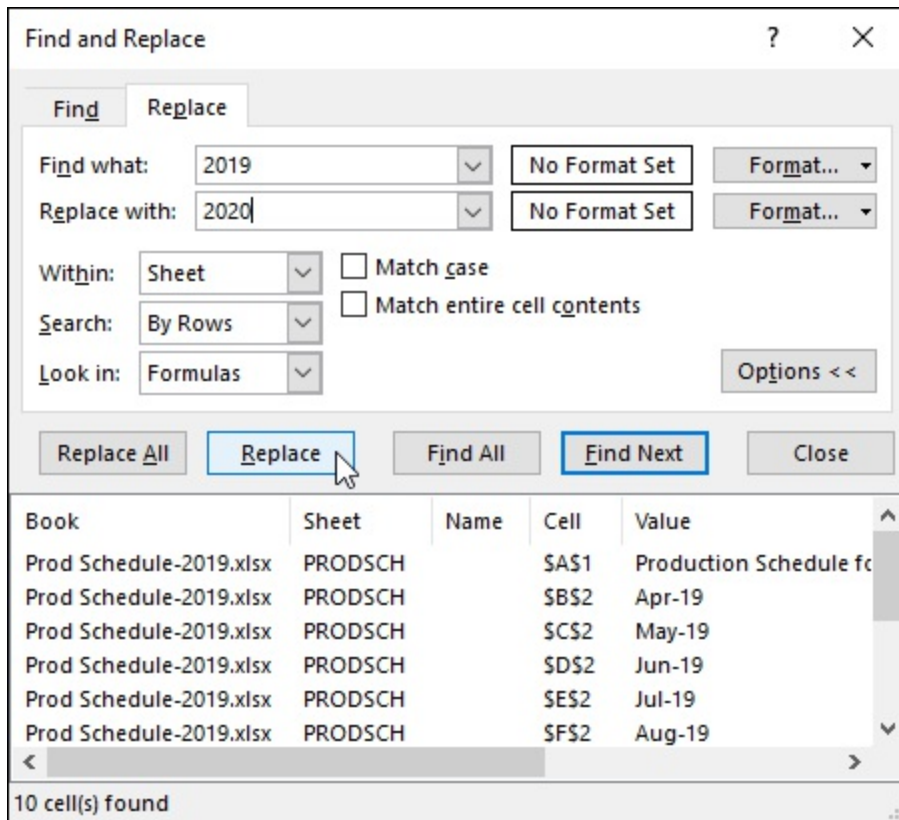 Find and Replace ?
Find Replace
Find what: 2019 No Format Set Format...
Replace with: 2020 No Format Set Format...
Within: Sheet Match case
Match entire cell contents
Search: By Rows
Look in: Formulas Options <<
Replace All Replace Find All Find Next Close
Book Sheet Name Cell Value
Prod Schedule-2019.xlsx PRODSCH $A$1 Production Schedule fo
Prod Schedule-2019.xlsx PRODSCH $B$2 Apr-19
Prod Schedule-2019.xlsx PRODSCH $C$2 May-19
Prod Schedule-2019.xlsx PRODSCH $D$2 Jun-19
Prod Schedule-2019.xlsx PRODSCH $E$2 Jul-19
Prod Schedule-2019.xlsx PRODSCH $F$2 Aug-19
10 cell(s) found